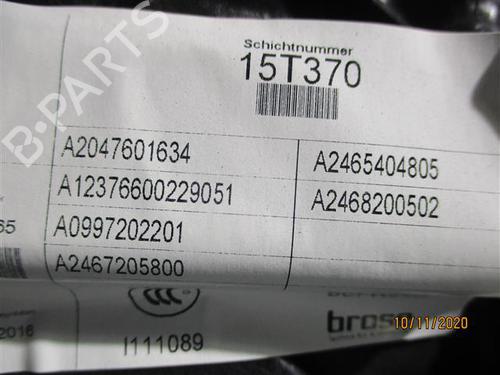 Schichtnummer
15T370
B-PARTS
A2047601634
A2465404805
A12376600229051
A2468200502
65
A0997202201
A2467205800
2016
I111089
brose
10/11/2020